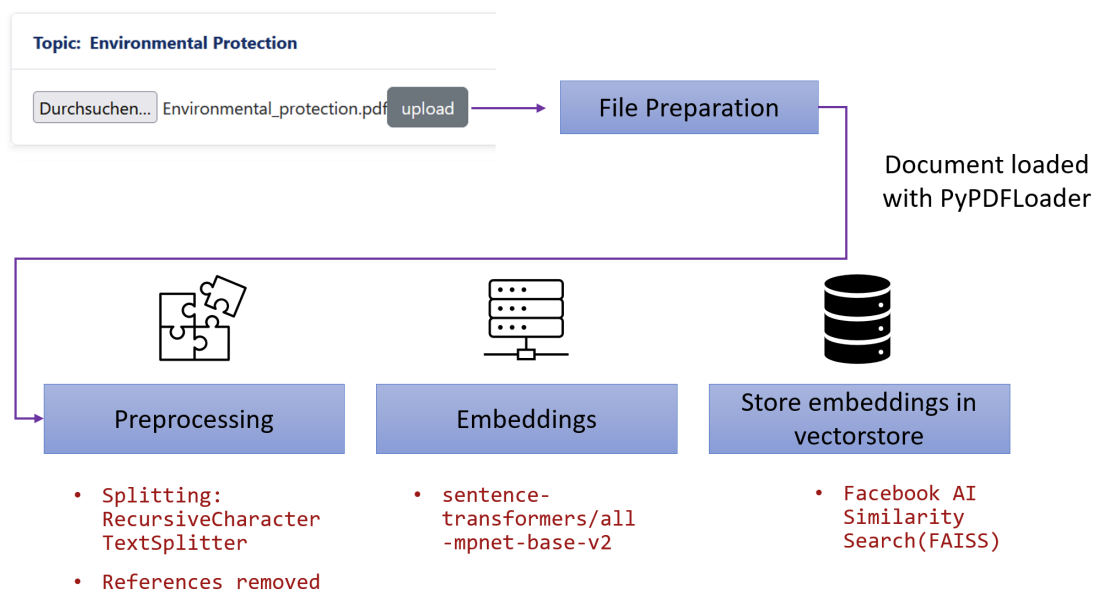 Topic: Environmental Protection
Durchsuchen... Environmental_protection.pdf upload
File Preparation
Document loaded
with PyPDFLoader
Preprocessing
Embeddings
Store embeddings in
vectorstore
• Splitting:
RecursiveCharacter
TextSplitter
• References removed
• sentence-
transformers/all
-mpnet-base-v2
• Facebook AI
Similarity
Search(FAISS)